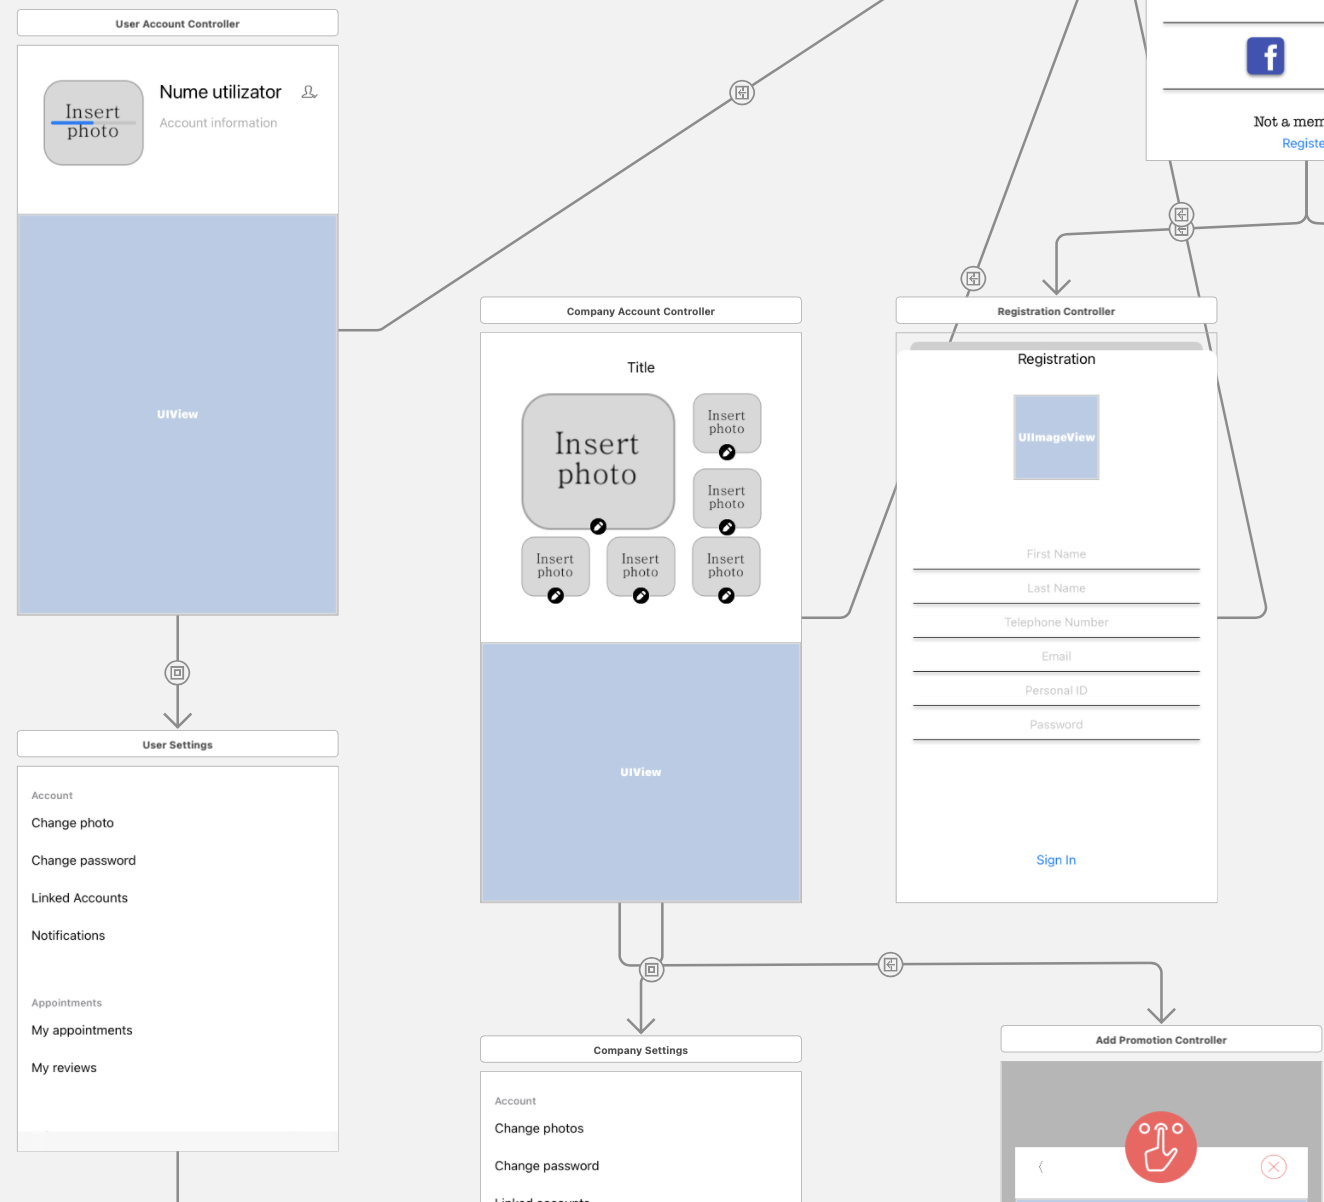 User Account Controller
Insert
photo
Nume utilizator
Account information
UIView
User Settings
Account
Change photo
Change password
Linked Accounts
Notifications
Appointments
My appointments
My reviews
Company Account Controller
Title
Insert
photo
Insert
photo
Insert
photo
Insert
photo
Insert
photo
Insert
photo
UIView
Company Settings
Account
Change photos
Change password
Linked accounts
f
Not a mem
Registe
Registration Controller
Registration
UIImageView
First Name
Last Name
Telephone Number
Email
Personal ID
Password
Sign In
Add Promotion Controller